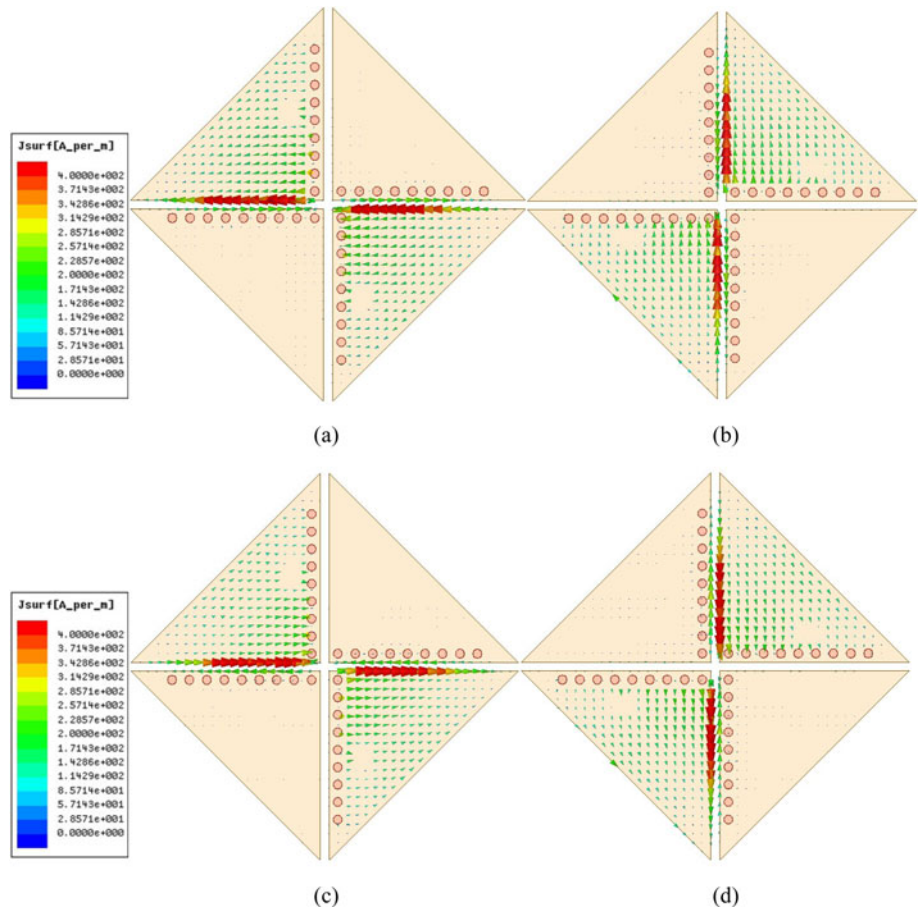 Jsurf[A_per_m]
4.0000e+002
3.7143e+002
3.4286e+002
3.1429e+002
2.8571e+002
2.5714e+002
2.2857e+002
2.0000e+002
1.7143e+002
1.4286e+002
1.1429e+002
8.5714e+001
5.7143e+001
2.8571e+001
0.0000e+000
(a)
(b)
Jsurf[A_per_m]
4.0000e+002
3.7143e+002
3.4286e+002
3.1429e+002
2.8571e+002
2.5714e+002
2.2857e+002
2.0000e+002
1.7143e+002
1.4286e+002
1.1429e+002
8.5714e+001
5.7143e+001
2.8571e+001
0.0000e+000
(c)
(d)